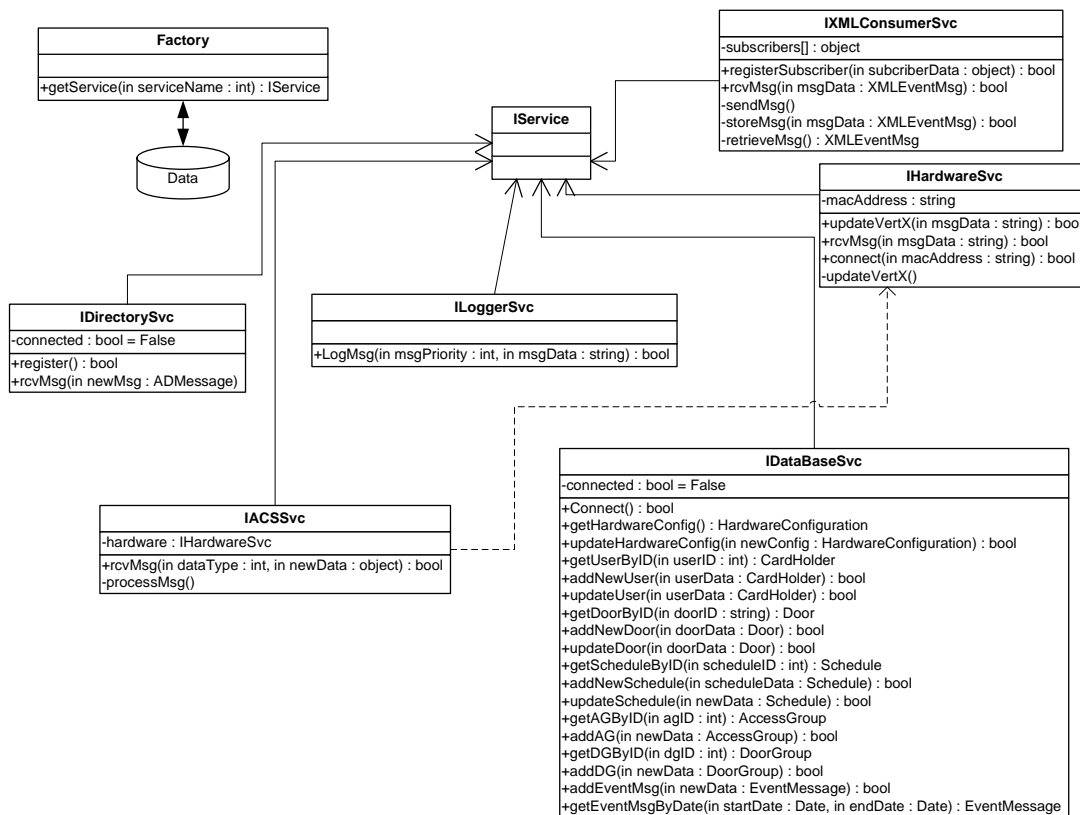 Factory
+getService(in serviceName : int) : IService
Data
IService
IXMLConsumerSvc
-subscribers[] : object
+registerSubscriber(in subcriberData : object) : bool
+rcvMsg(in msgData : XMLEventMsg) : bool
-sendMsg()
-storeMsg(in msgData : XMLEventMsg) : bool
-retrieveMsg() : XMLEventMsg
IHardwareSvc
-macAddress : string
+updateVertX(in msgData : string) : bool
+rcvMsg(in msgData : string) : bool
+connect(in macAddress : string) : bool
-updateVertX()
IDirectorySvc
-connected : bool = False
+register() : bool
+rcvMsg(in newMsg : ADMessage)
ILoggerSvc
+LogMsg(in msgPriority : int, in msgData : string) : bool
IACSSvc
-hardware : IHardwareSvc
+rcvMsg(in dataType : int, in newData : object) : bool
-processMsg()
IDataBaseSvc
-connected : bool = False
+Connect() : bool
+getHardwareConfig() : HardwareConfiguration
+updateHardwareConfig(in newConfig : HardwareConfiguration) : bool
+getUserByID(in userID : int) : CardHolder
+addNewUser(in userData : CardHolder) : bool
+updateUser(in userData : CardHolder) : bool
+getDoorByID(in doorID : string) : Door
+addNewDoor(in doorData : Door) : bool
+updateDoor(in doorData : Door) : bool
+getScheduleByID(in scheduleID : int) : Schedule
+addNewSchedule(in scheduleData : Schedule) : bool
+updateSchedule(in newData : Schedule) : bool
+getAGByID(in agID : int) : AccessGroup
+addAG(in newData : AccessGroup) : bool
+getDGByID(in dgID : int) : DoorGroup
+addDG(in newData : DoorGroup) : bool
+addEventMsg(in newData : EventMessage) : bool
+getEventMsgByDate(in startDate : Date, in endDate : Date) : EventMessage